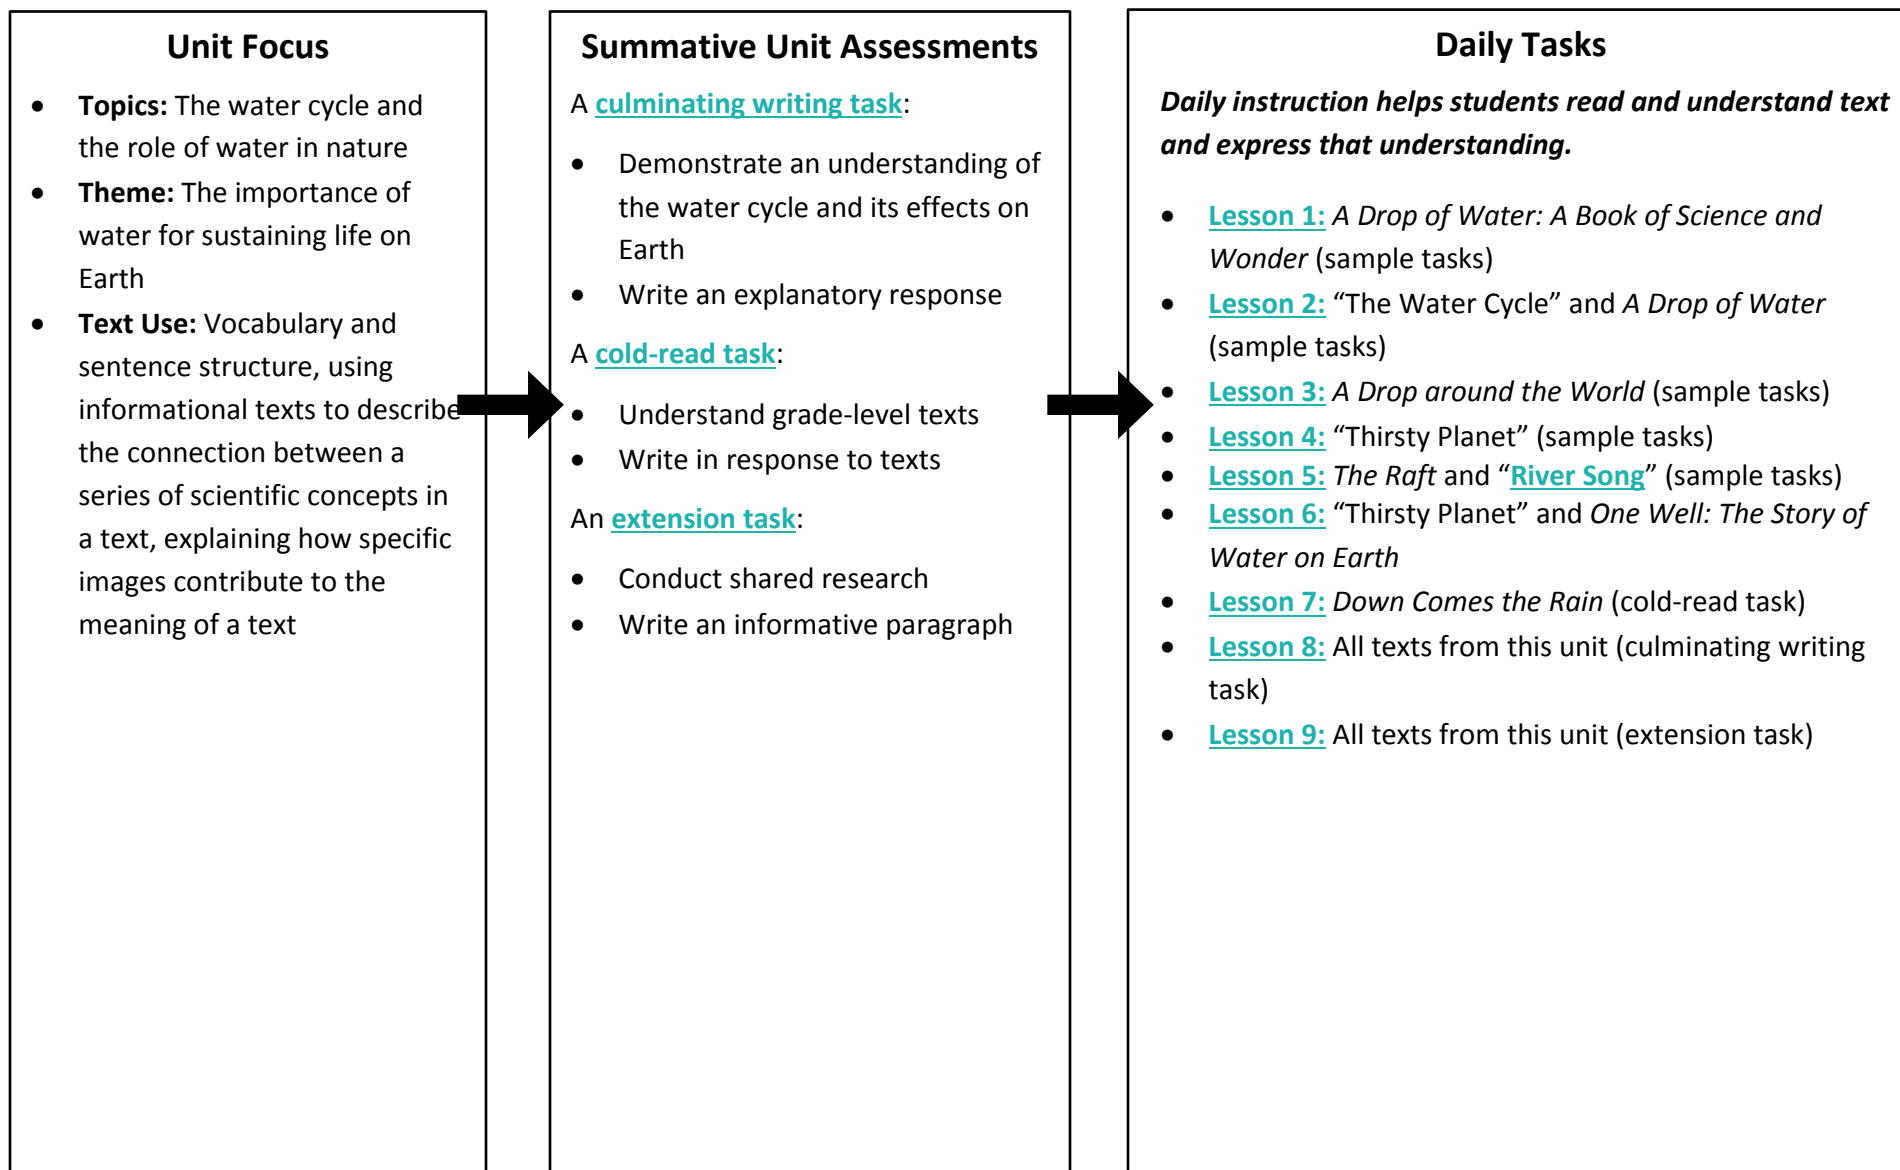 Unit Focus
• Topics: The water cycle and
the role of water in nature
• Theme: The importance of
water for sustaining life on
Earth
• Text Use: Vocabulary and
sentence structure, using
informational texts to describe
the connection between a
series of scientific concepts in
a text, explaining how specific
images contribute to the
meaning of a text
Summative Unit Assessments
A culminating writing task:
• Demonstrate an understanding of
the water cycle and its effects on
Earth
• Write an explanatory response
A cold-read task:
• Understand grade-level texts
• Write in response to texts
An extension task:
• Conduct shared research
• Write an informative paragraph
Daily Tasks
Daily instruction helps students read and understand text
and express that understanding.
• Lesson 1: A Drop of Water: A Book of Science and
Wonder (sample tasks)
• Lesson 2: “The Water Cycle” and A Drop of Water
(sample tasks)
• Lesson 3: A Drop around the World (sample tasks)
• Lesson 4: “Thirsty Planet” (sample tasks)
• Lesson 5: The Raft and “River Song” (sample tasks)
• Lesson 6: “Thirsty Planet” and One Well: The Story of
Water on Earth
• Lesson 7: Down Comes the Rain (cold-read task)
• Lesson 8: All texts from this unit (culminating writing
task)
• Lesson 9: All texts from this unit (extension task)